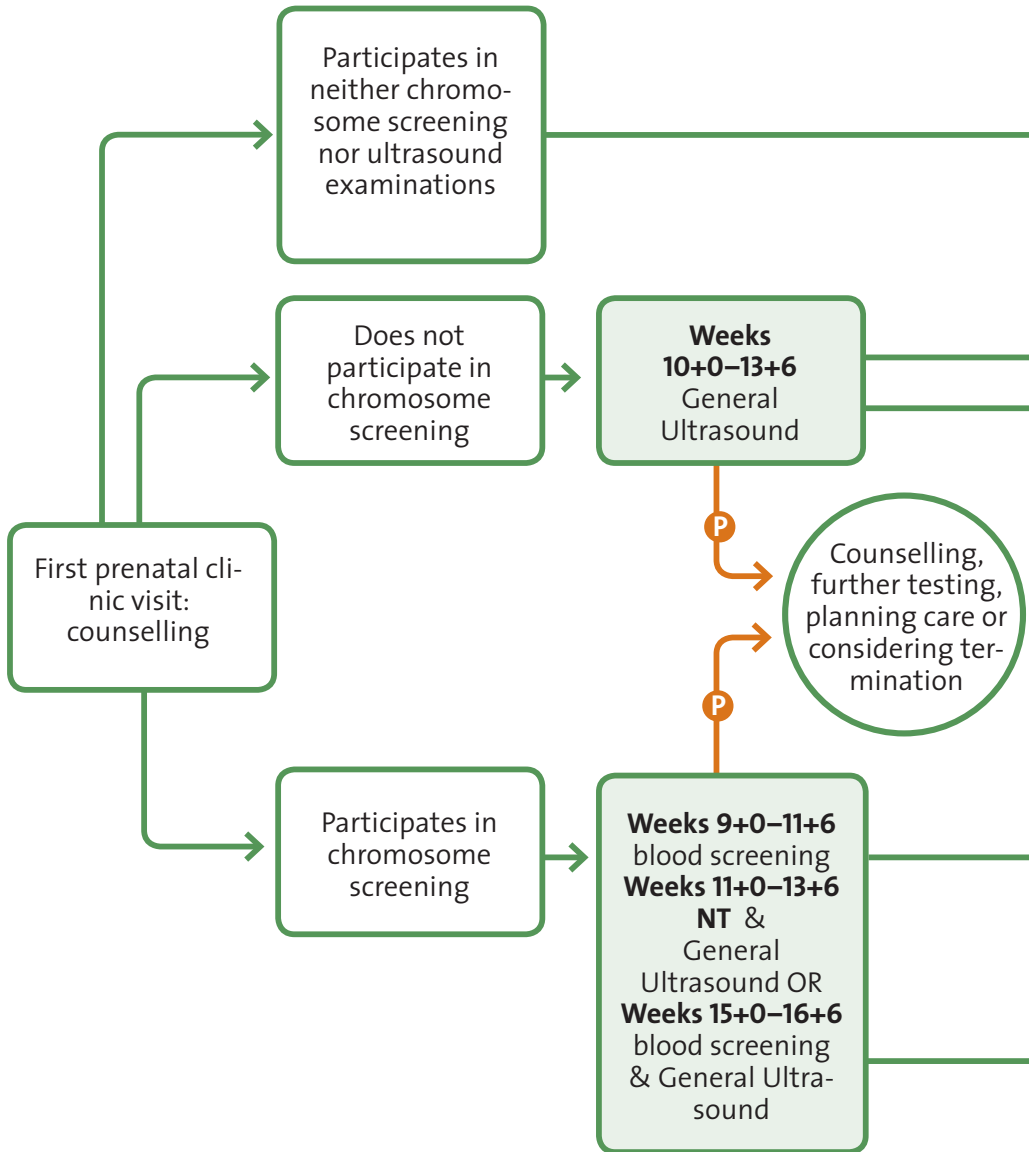 Participates in
neither chromo-
some screening
nor ultrasound
examinations
Does not
participate in
chromosome
screening
Weeks
10+0–13+6
General
Ultrasound
P
First prenatal cli-
nic visit:
counselling
Counselling,
further testing,
planning care or
considering ter-
mination
P
Participates in
chromosome
screening
Weeks 9+0–11+6
blood screening
Weeks 11+0–13+6
NT &
General
Ultrasound OR
Weeks 15+0–16+6
blood screening
& General Ultra-
sound